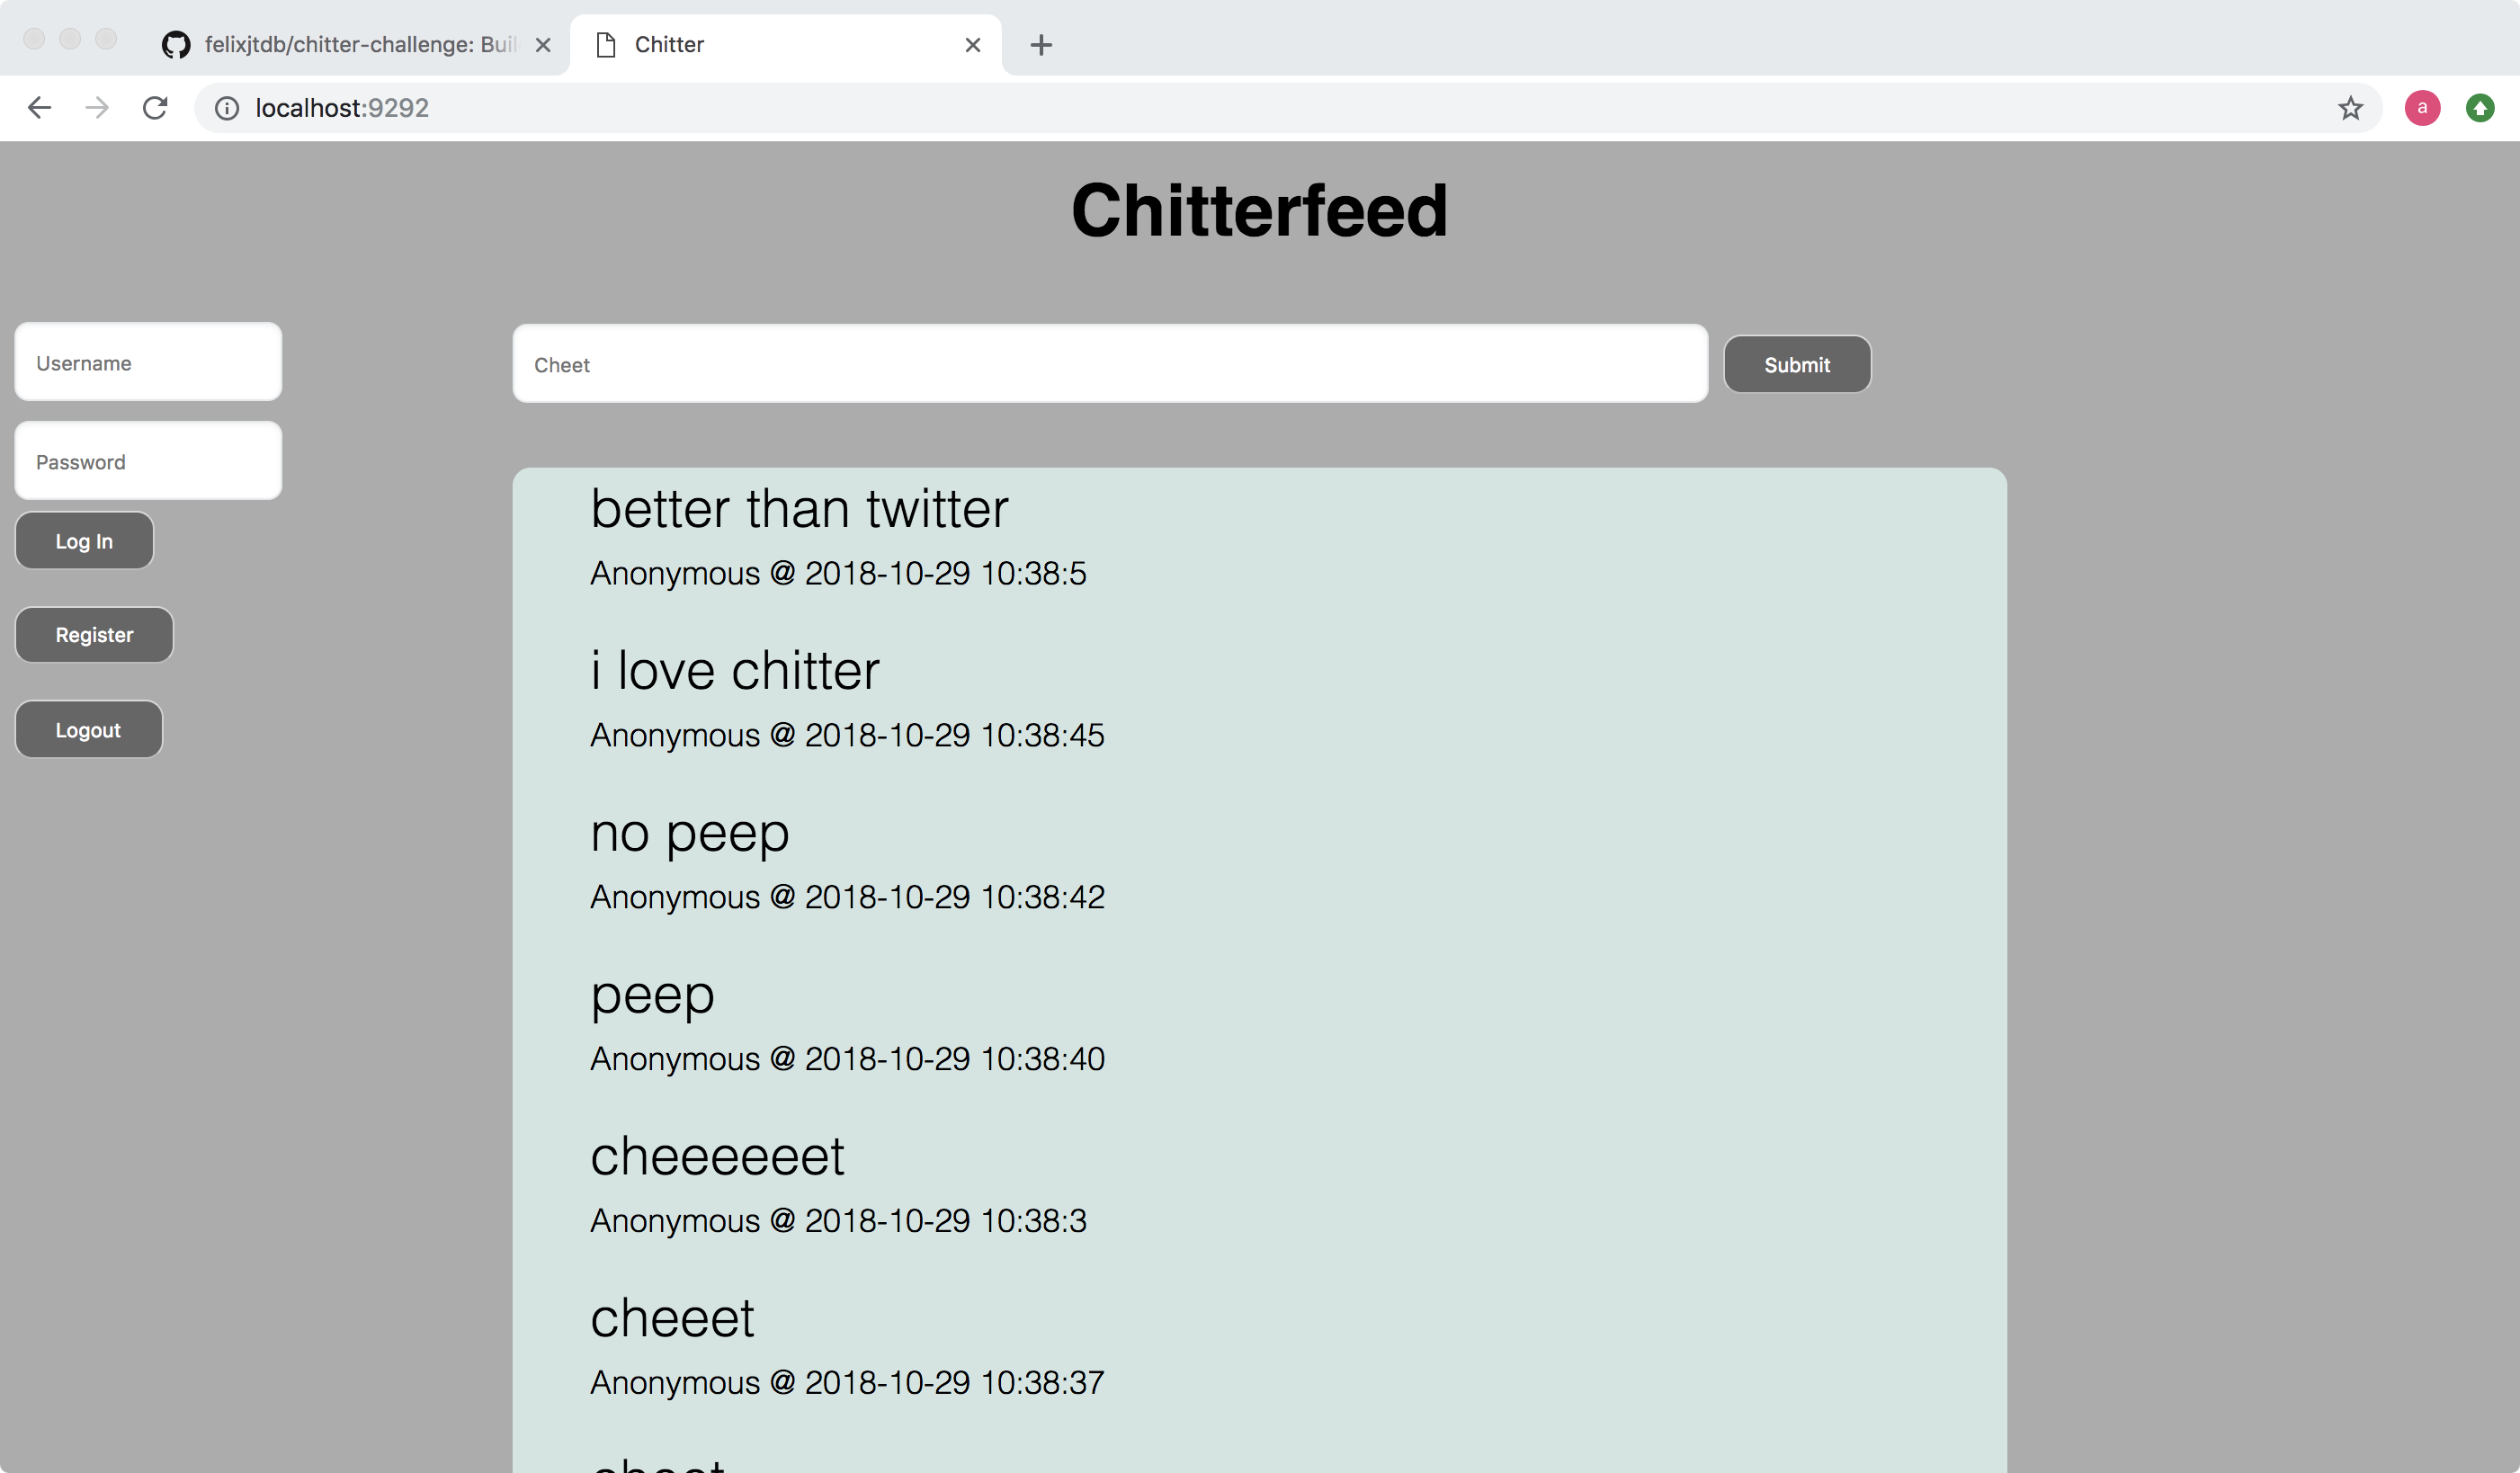 felixjtdb/chitter-challenge: Buil
Chitter
localhost:9292
a
Chitterfeed
Username
Cheet
Submit
Password
Log In
Register
Logout
better than twitter
Anonymous @ 2018-10-29 10:38:5
i love chitter
Anonymous @ 2018-10-29 10:38:45
no peep
Anonymous @ 2018-10-29 10:38:42
peep
Anonymous @ 2018-10-29 10:38:40
cheeeeeet
Anonymous @ 2018-10-29 10:38:3
cheeet
Anonymous @ 2018-10-29 10:38:37